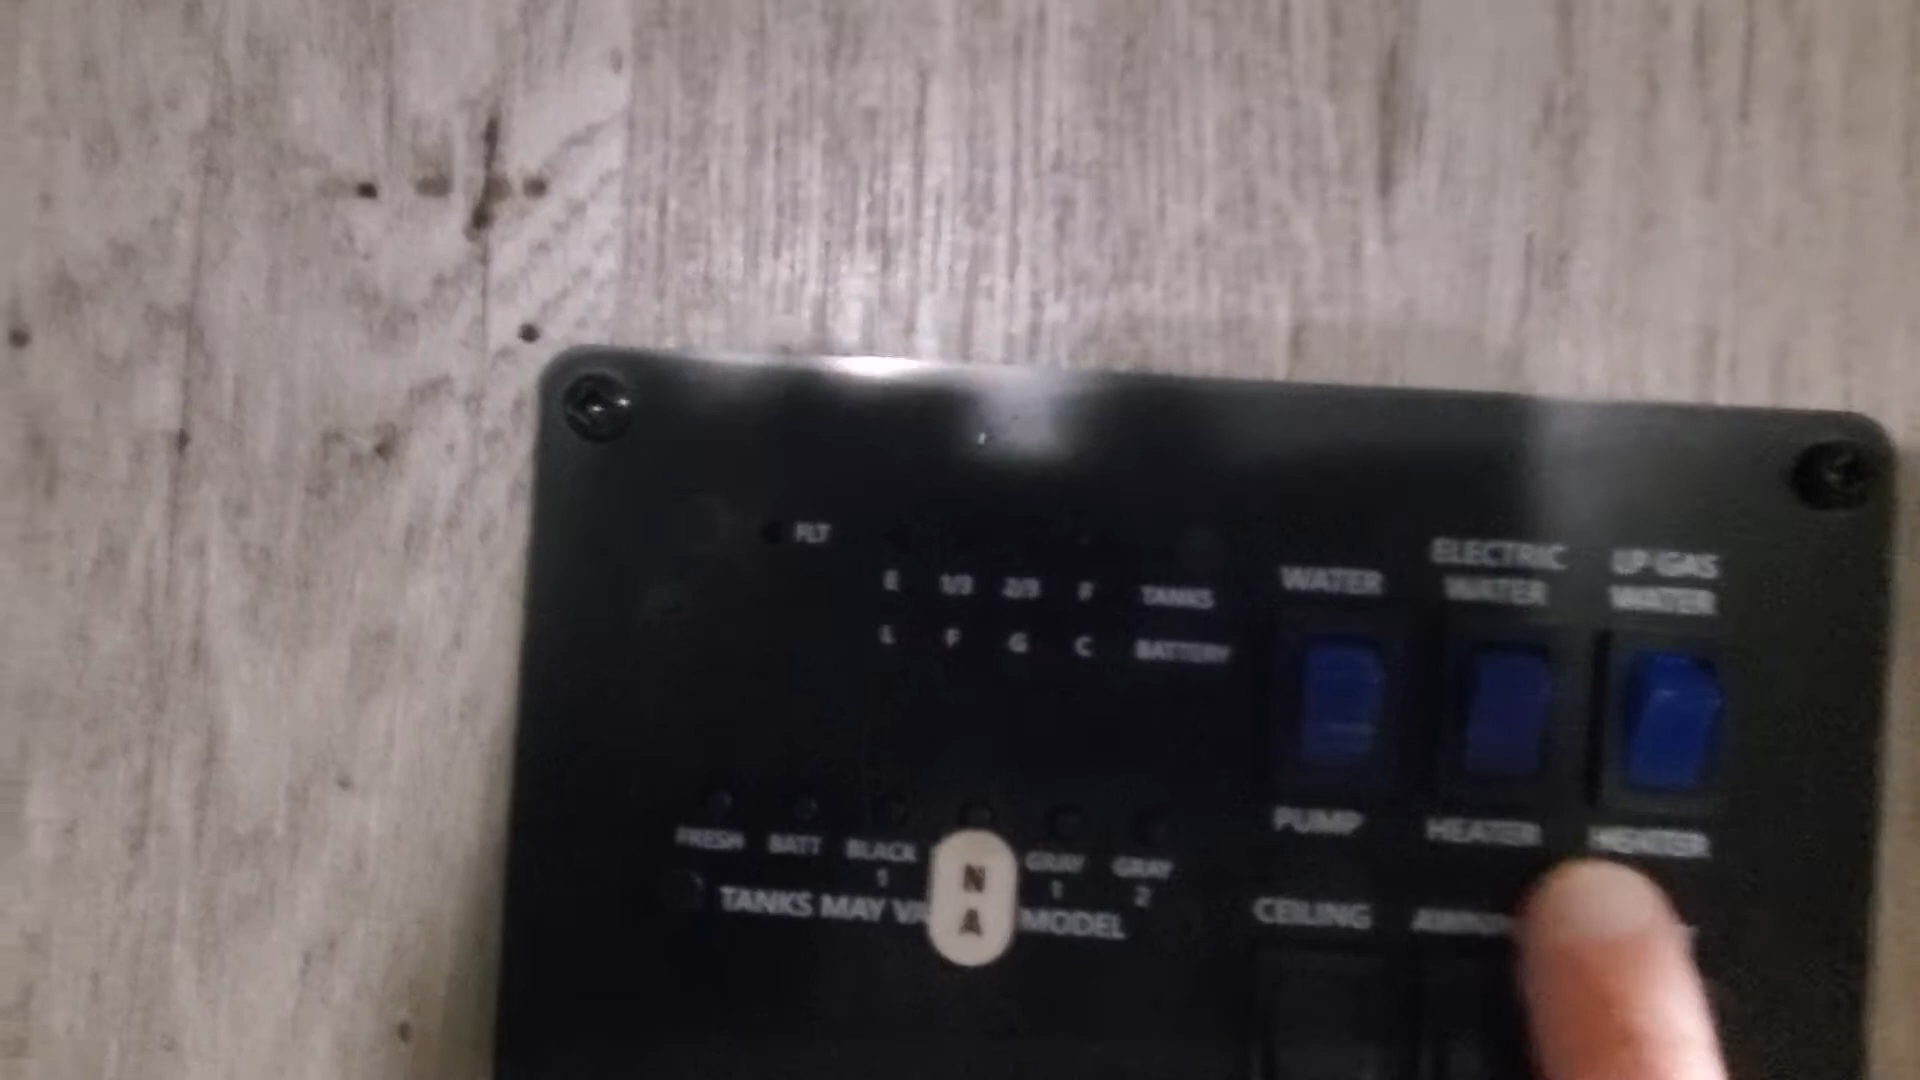 FLT
E 1/3 2/3 F TANKS
L F G C BATTERY
WATER
PUMP
ELECTRIC
WATER
HEATER
LP GAS
WATER
HEATER
FRESH BATT BLACK 1 GRAY 1 GRAY 2
N
A
TANKS MAY MODEL
CEILING